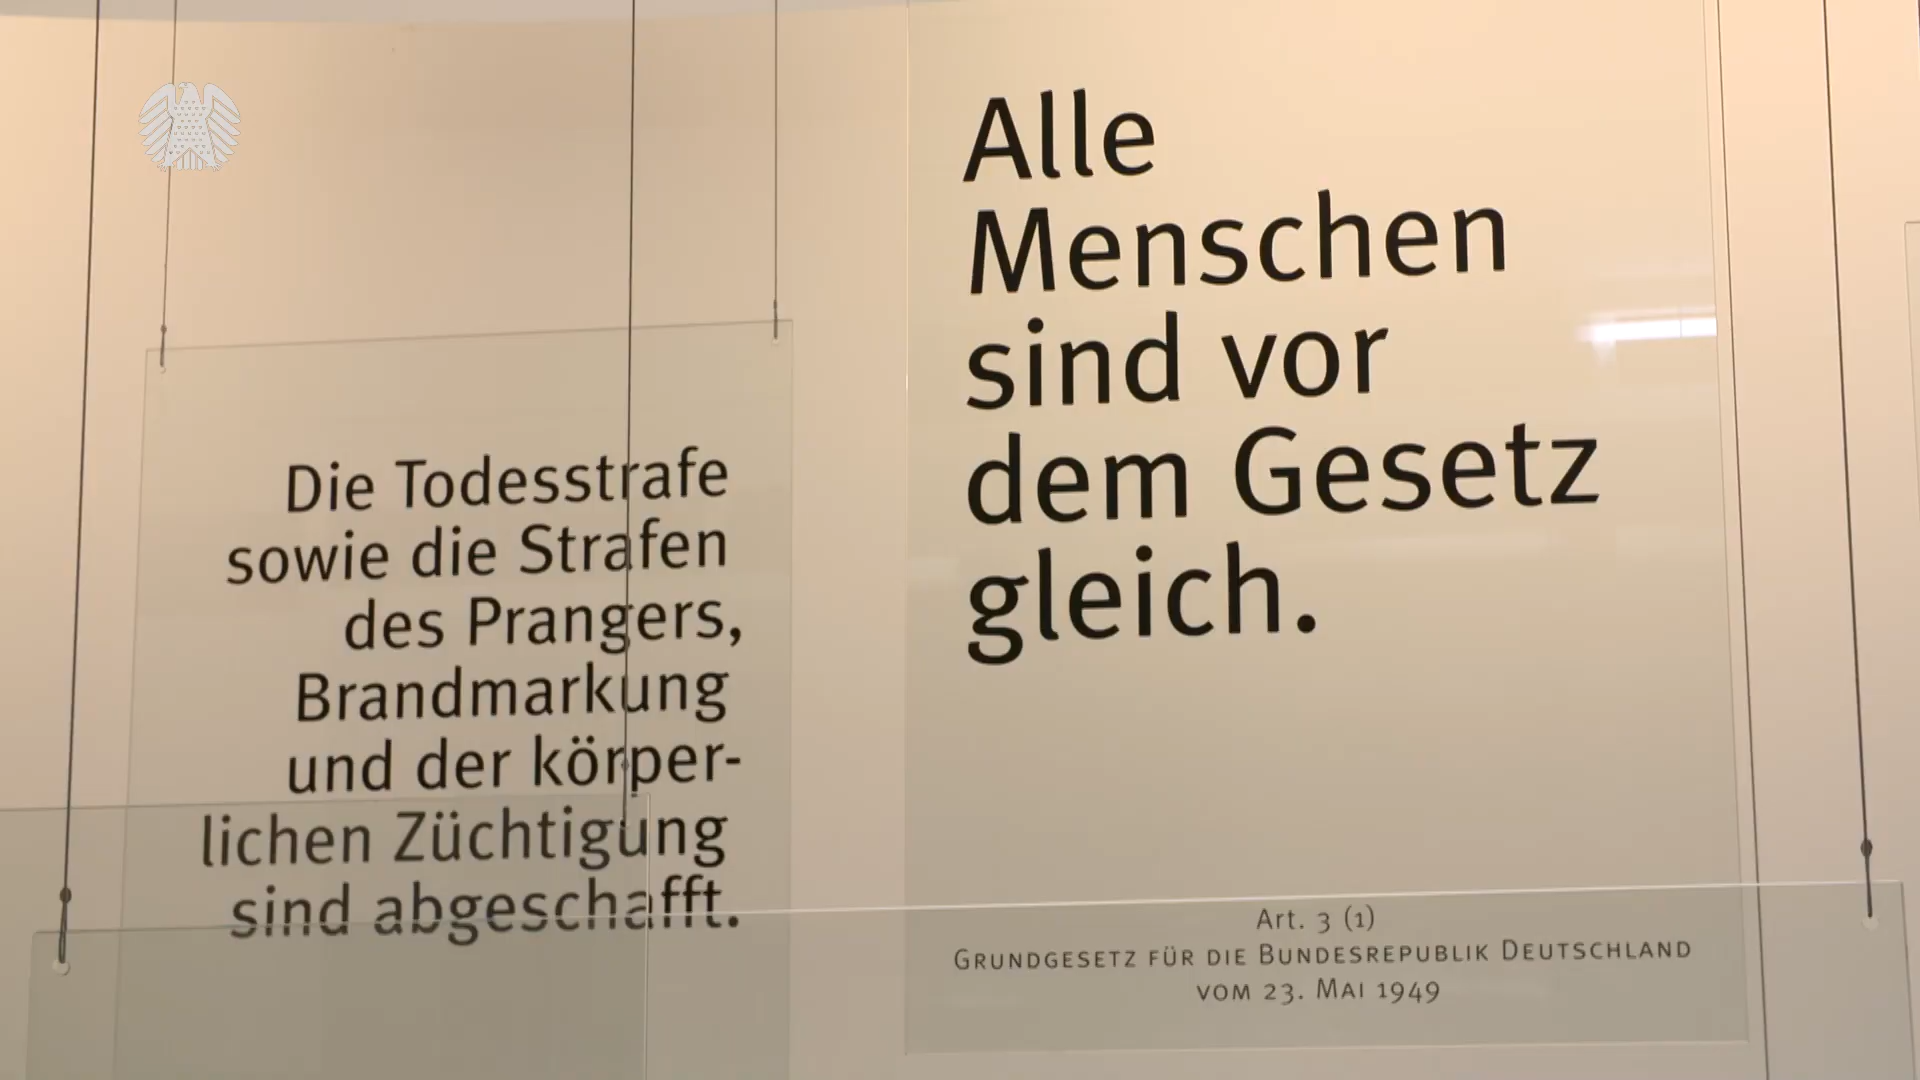 Die Todesstrafe
sowie die Strafen
des Prangers,
Brandmarkung
und der körper-
lichen Züchtigung
sind abgeschafft.
Alle
Menschen
sind vor
dem Gesetz
gleich.
Art. 3 (1)
Grundgesetz für die Bundesrepublik Deutschland
vom 23. Mai 1949